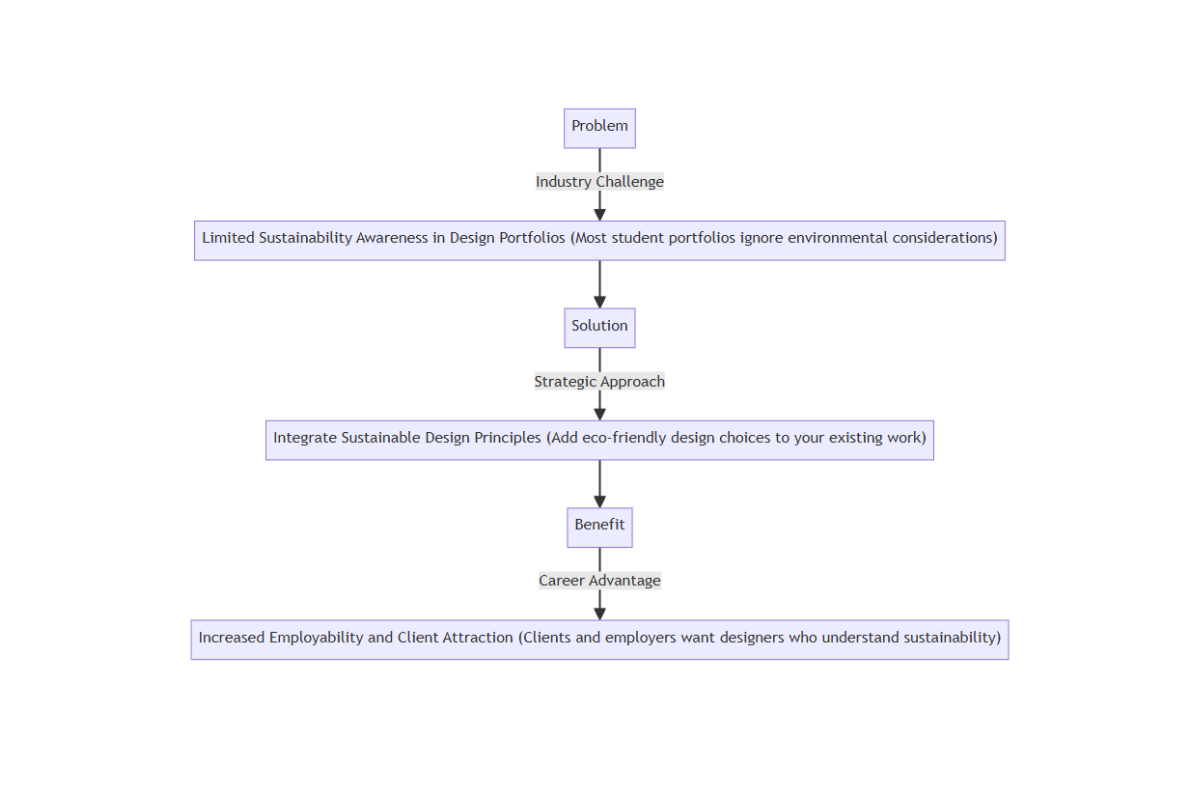 Problem
Industry Challenge
Limited Sustainability Awareness in Design Portfolios (Most student portfolios ignore environmental considerations)
Solution
Strategic Approach
Integrate Sustainable Design Principles (Add eco-friendly design choices to your existing work)
Benefit
Career Advantage
Increased Employability and Client Attraction (Clients and employers want designers who understand sustainability)